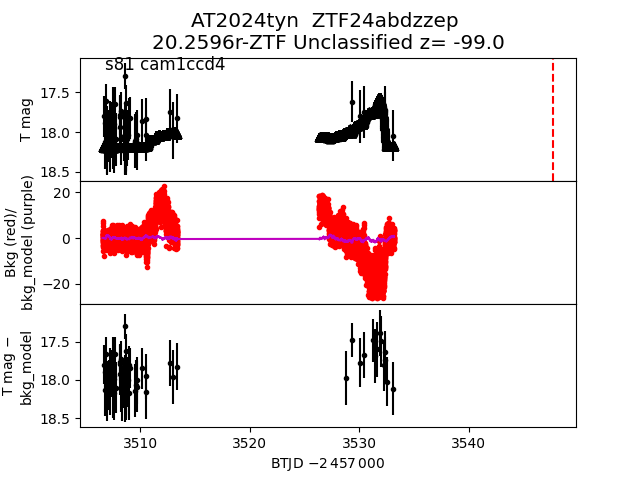 AT2024tyn  ZTF24abdzzep
20.2596r-ZTF Unclassified z= -99.0
s81 cam1ccd4
T mag
17.5
18.0
18.5
Bkg (red)/
bkg_model (purple)
20
0
−20
T mag −
bkg_model
17.5
18.0
18.5
3510
3520
3530
3540
BTJD −2 457 000